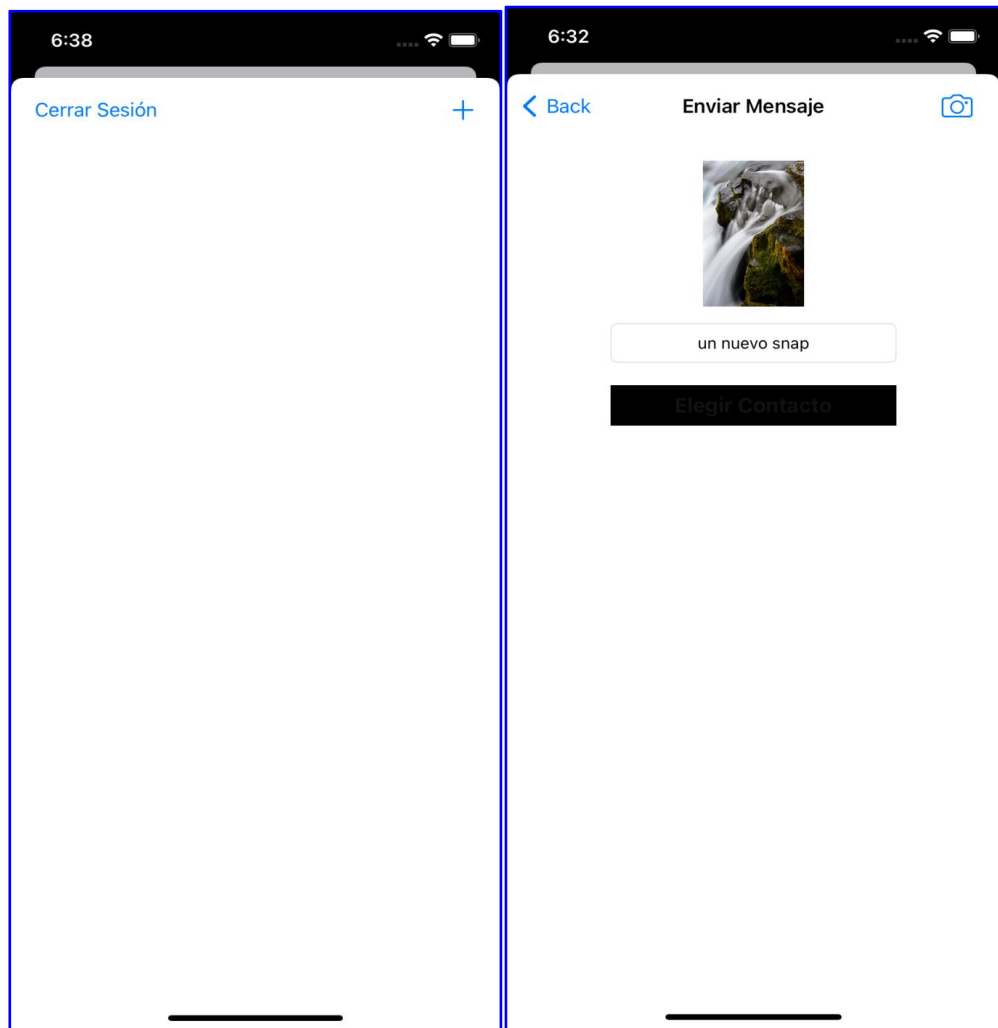 6:38
Cerrar Sesión
6:32
Back
Enviar Mensaje
un nuevo snap
Elegir Contacto